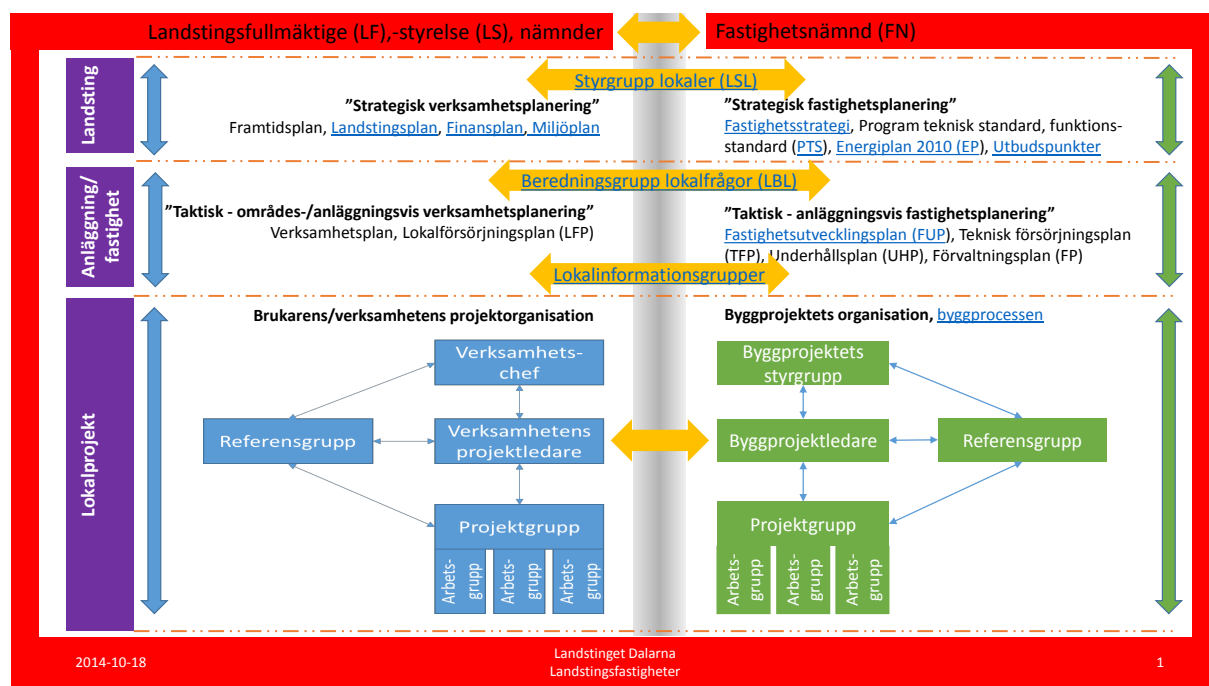 Landstingsfullmäktige (LF),-styrelse (LS), nämnder
Fastighetsnämnd (FN)
Landsting
Styrgrupp lokaler (LSL)
”Strategisk verksamhetsplanering”
Framtidsplan, Landstingsplan, Finansplan, Miljöplan
”Strategisk fastighetsplanering”
Fastighetsstrategi, Program teknisk standard, funktions-
standard (PTS), Energiplan 2010 (EP), Utbudspunkter
Anläggning/
fastighet
Beredningsgrupp lokalfrågor (LBL)
”Taktisk - områdes-/anläggningsvis verksamhetsplanering”
Verksamhetsplan, Lokalförsörjningsplan (LFP)
”Taktisk - anläggningsvis fastighetsplanering”
Fastighetsutvecklingsplan (FUP), Teknisk försörjningsplan
(TFP), Underhållsplan (UHP), Förvaltningsplan (FP)
Lokalinformationsgrupper
Lokalprojekt
Brukarens/verksamhetens projektorganisation
Verksamhets-
chef
Referensgrupp
Verksamhetens
projektledare
Projektgrupp
Arbets-
grupp
Arbets-
grupp
Arbets-
grupp
Byggprojektets organisation, byggprocessen
Byggprojektets
styrgrupp
Byggprojektledare
Referensgrupp
Projektgrupp
Arbets-
grupp
Arbets-
grupp
Arbets-
grupp
2014-10-18
Landstinget Dalarna
Landstingsfastigheter
1